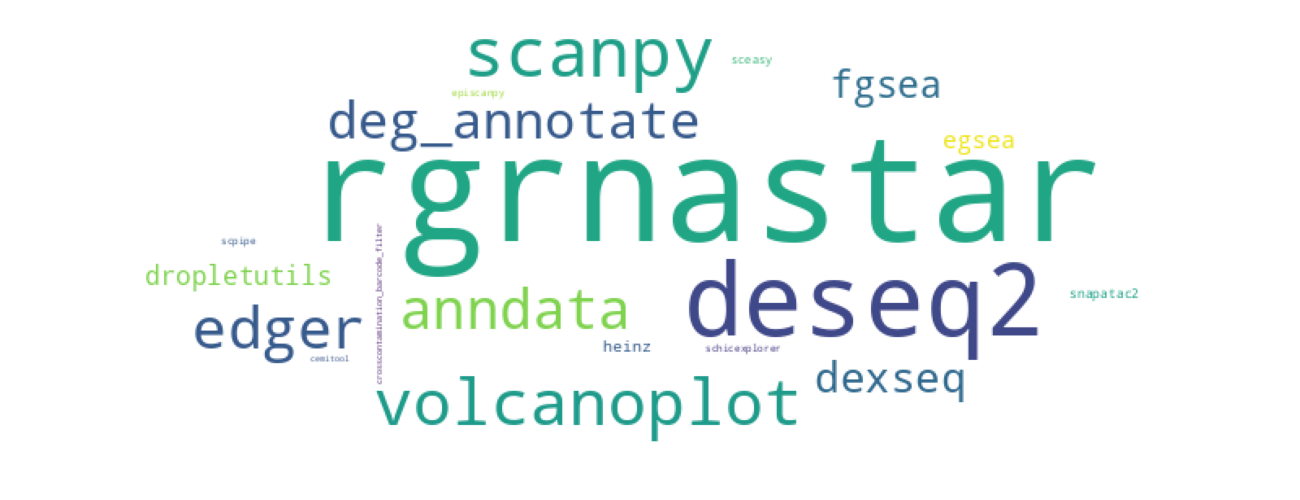 scanpy
sceasy
fgsea
episcanpy
deg_annotate
egsea
rgrnastar
scpipe
crosscontamination_barcode_filter
dropletutils
anndata
deseq2
snapatac2
edger
heinz
schicexplorer
cemitool
volcanoplot
dexseq